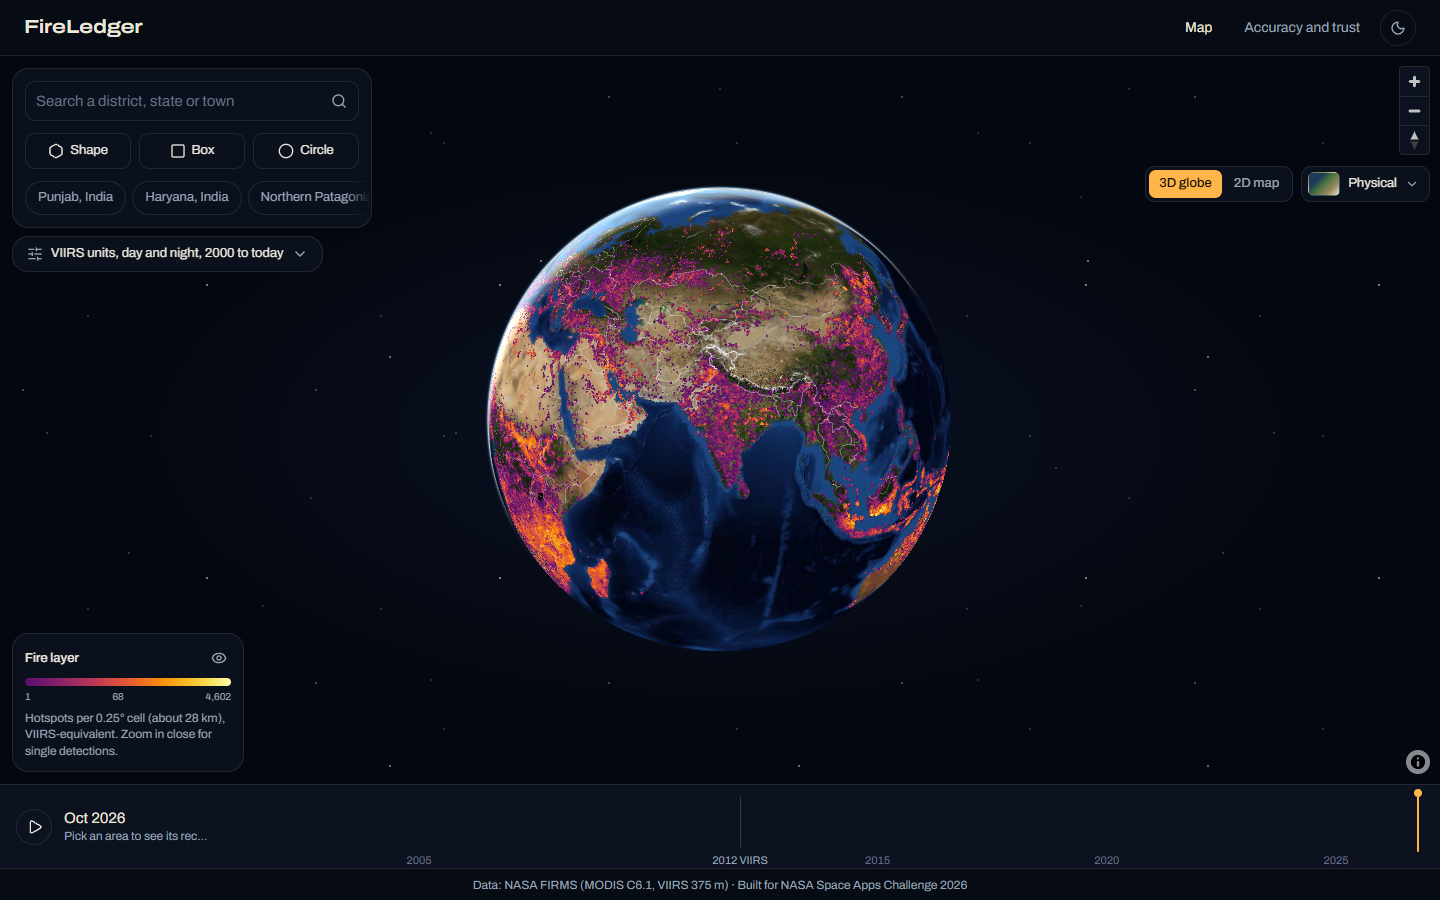 FireLedger
Map
Accuracy and trust
Search a district, state or town
Shape
Box
Circle
Punjab, India
Haryana, India
Northern Patagoni
VIIRS units, day and night, 2000 to today
3D globe
2D map
Physical
Fire layer
1
68
4,602
Hotspots per 0.25° cell (about 28 km),
VIIRS-equivalent. Zoom in close for
single detections.
Oct 2026
Pick an area to see its rec...
2005
2012 VIIRS
2015
2020
2025
Data: NASA FIRMS (MODIS C6.1, VIIRS 375 m) · Built for NASA Space Apps Challenge 2026